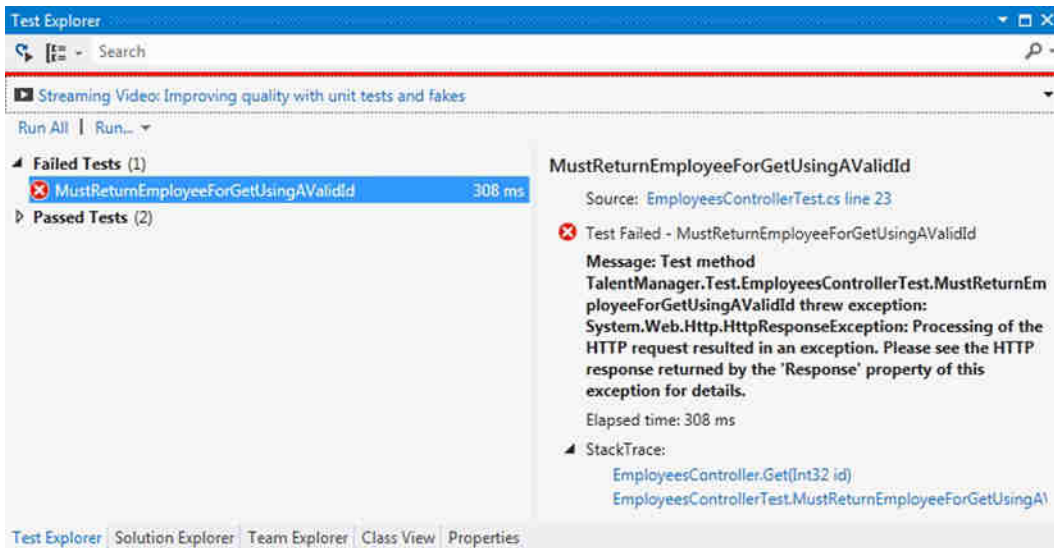 Test Explorer
Search
Streaming Video: Improving quality with unit tests and fakes
Run All | Run...
Failed Tests (1)
MustReturnEmployeeForGetUsingAValidId 308 ms
Passed Tests (2)
MustReturnEmployeeForGetUsingAValidId
Source: EmployeesControllerTest.cs line 23
Test Failed - MustReturnEmployeeForGetUsingAValidId
Message: Test method
TalentManager.Test.EmployeesControllerTest.MustReturnEm
ployeeForGetUsingAValidId threw exception:
System.Web.Http.HttpResponseException: Processing of the
HTTP request resulted in an exception. Please see the HTTP
response returned by the 'Response' property of this
exception for details.
Elapsed time: 308 ms
StackTrace:
EmployeesController.Get(Int32 id)
EmployeesControllerTest.MustReturnEmployeeForGetUsingAV
Test Explorer Solution Explorer Team Explorer Class View Properties